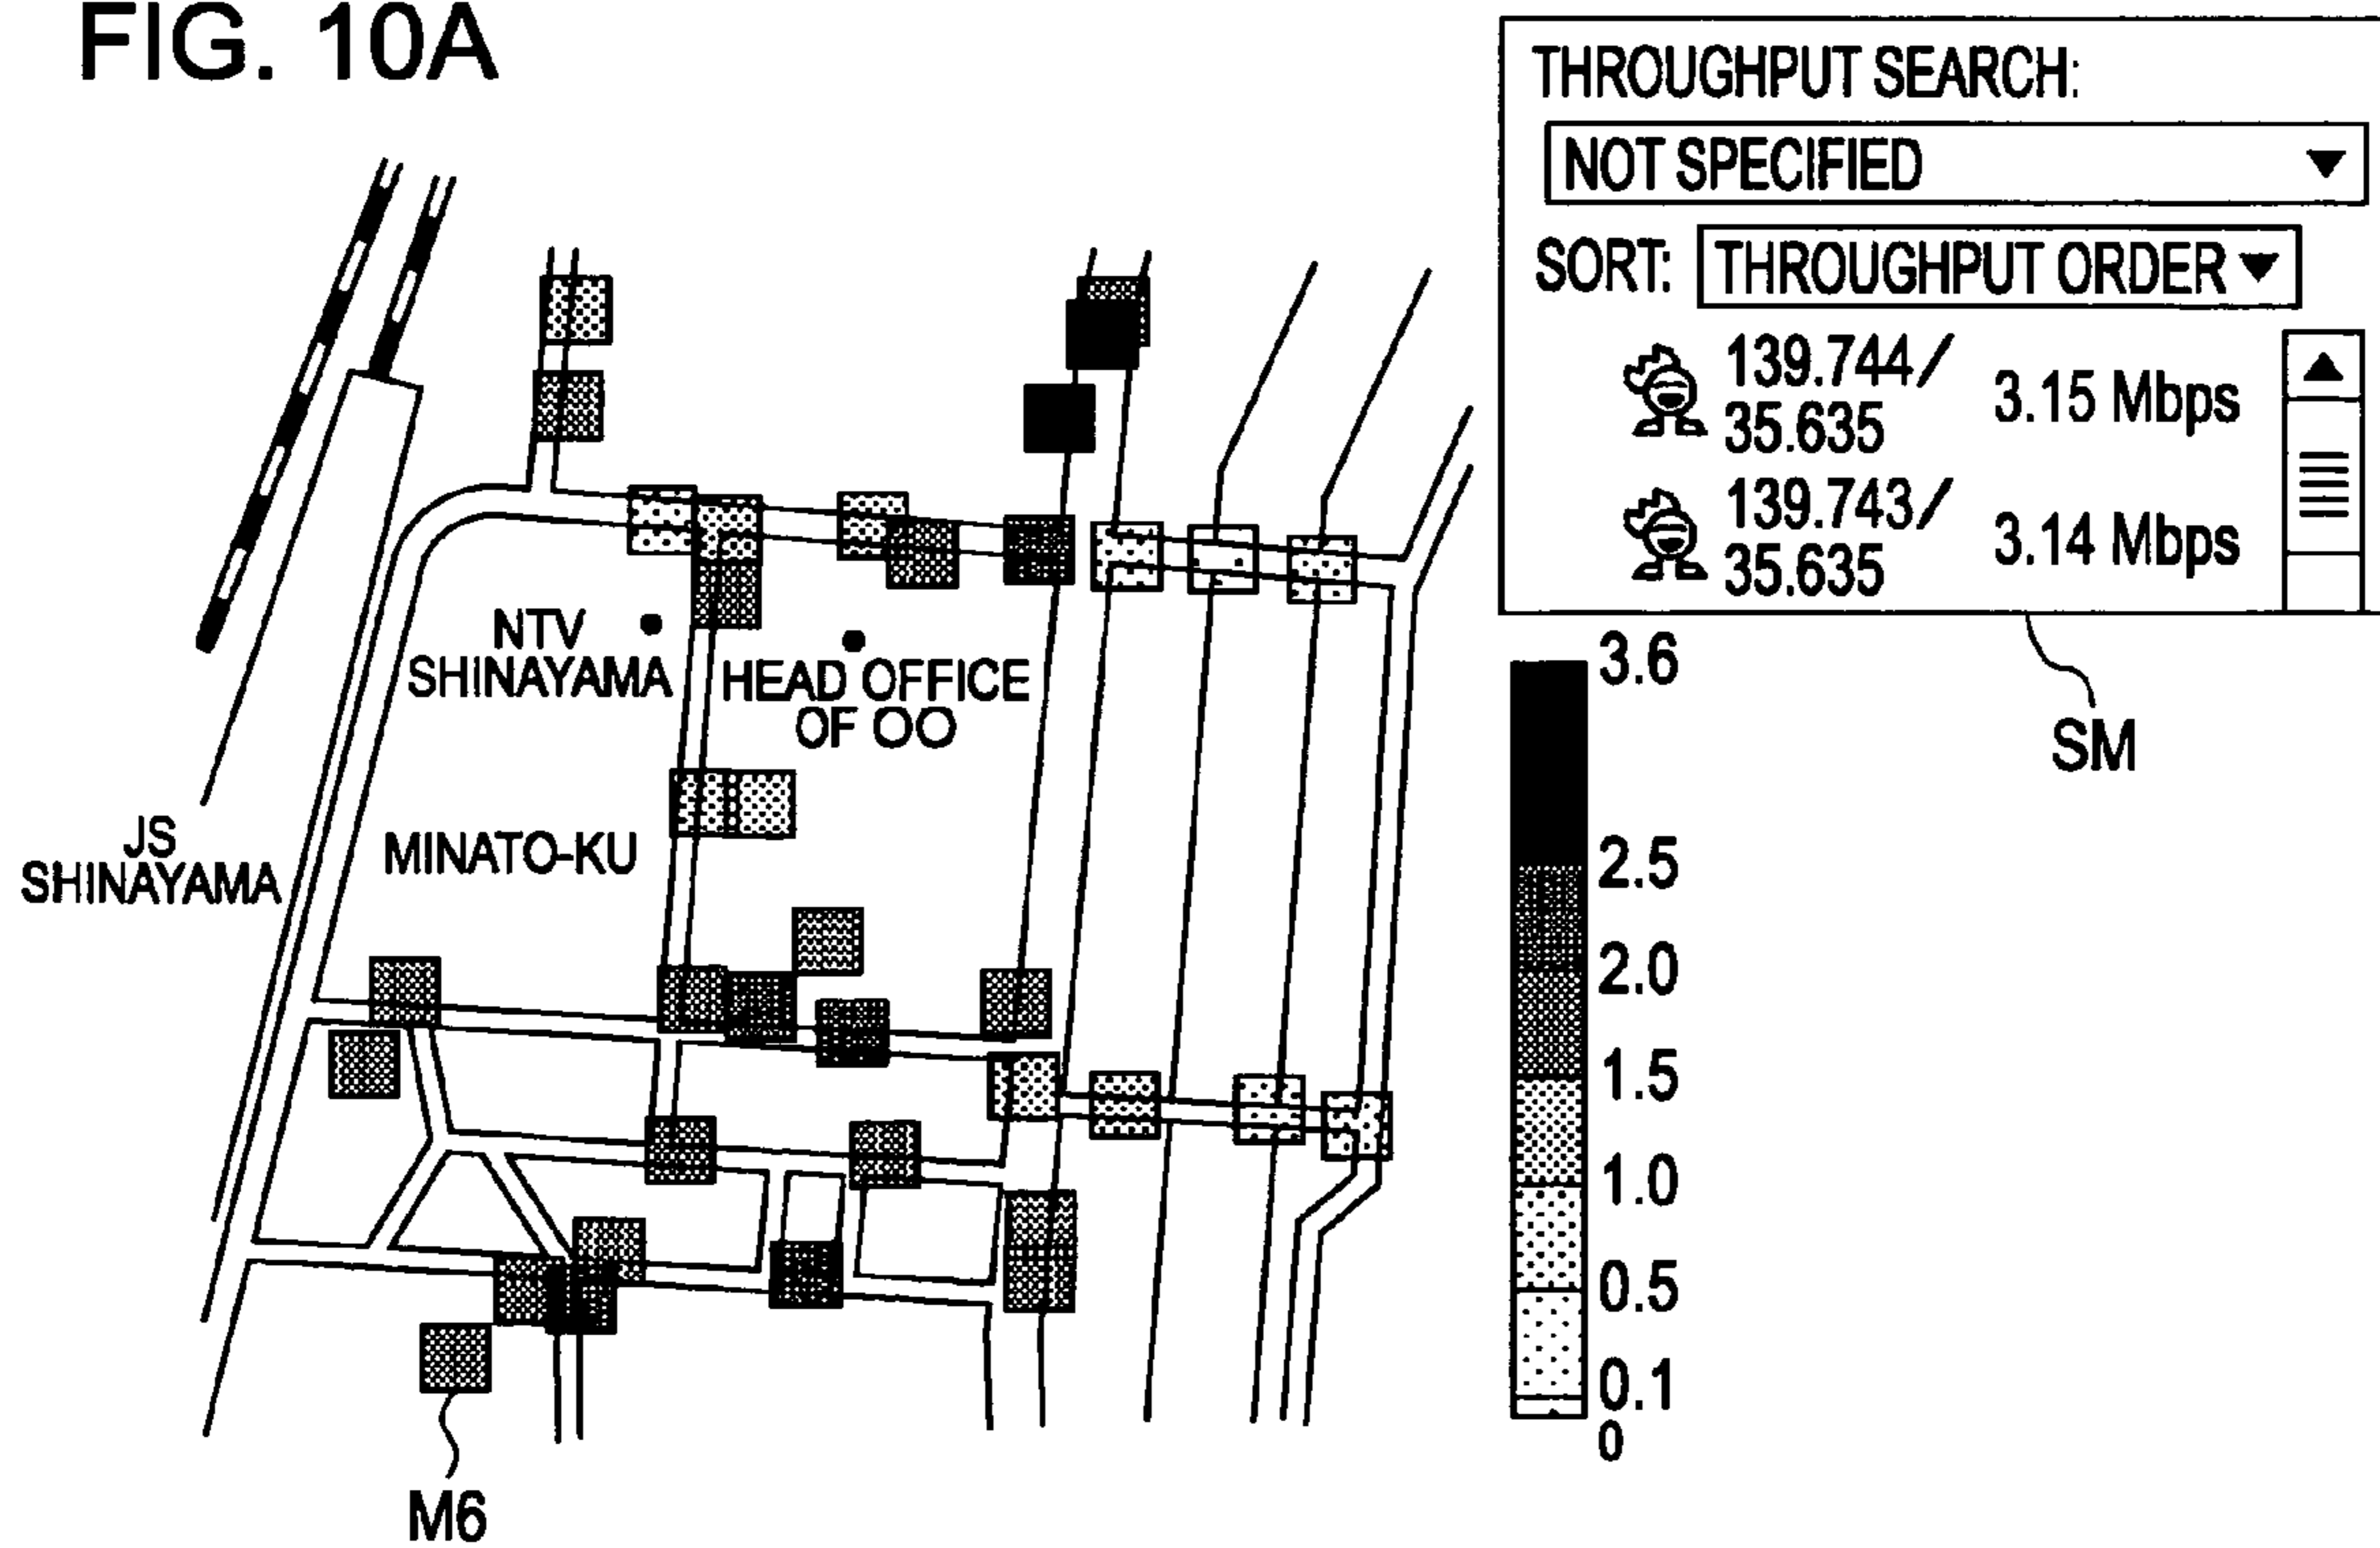 FIG. 10A
THROUGHPUT SEARCH:
NOT SPECIFIED
SORT: THROUGHPUT ORDER
139.744/
35.635
3.15 Mbps
139.743/
35.635
3.14 Mbps
SM
NTV
SHINAYAMA
HEAD OFFICE
OF OO
JS
SHINAYAMA
MINATO-KU
M6
3.6
2.5
2.0
1.5
1.0
0.5
0.1
0